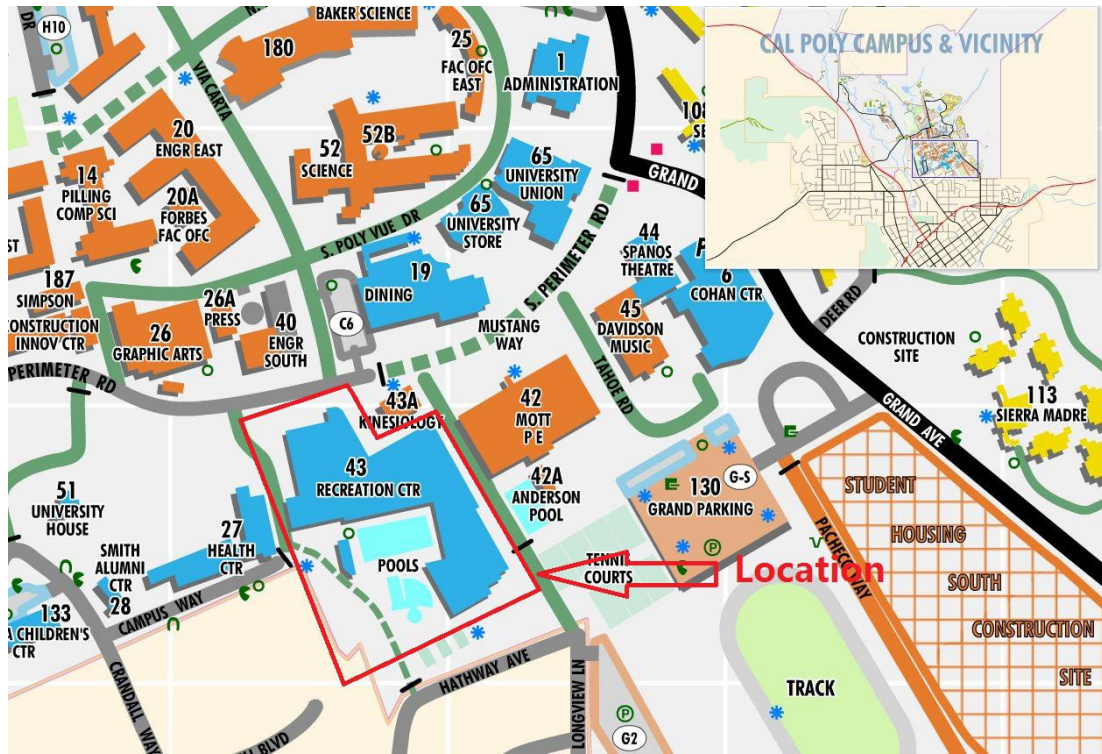 H10
DR
N.
BAKER SCIENCE
180
25
FAC OFC
EAST
1
ADMINISTRATION
CAL POLY CAMPUS & VICINITY
VIA CARTA
108
SE
20
ENGR EAST
52
SCIENCE
52B
65
UNIVERSITY
UNION
GRAND
14
PILLING
COMP SCI
20A
FORBES
FAC OFC
65
UNIVERSITY
STORE
S. POLY VUE DR
44
SPANOS
THEATRE
P
6
COHAN CTR
S. PERIMETER RD
19
DINING
187
SIMPSON
CONSTRUCTION
INNOV CTR
26A
PRESS
26
GRAPHIC ARTS
40
ENGR
SOUTH
C6
MUSTANG
WAY
45
DAVIDSON
MUSIC
DEER RD
CONSTRUCTION
SITE
PERIMETER RD
TAHOE RD
43A
KINESIOLOGY
42
MOTT
P E
GRAND AVE
113
SIERRA MADRE
43
RECREATION CTR
42A
ANDERSON
POOL
G-S
130
GRAND PARKING
STUDENT
HOUSING
SOUTH
CONSTRUCTION
SITE
51
UNIVERSITY
HOUSE
27
HEALTH
CTR
SMITH
ALUMNI
CTR
28
POOLS
TENNIS
COURTS
P
Location
PACHECO WAY
133
A CHILDREN'S
CTR
CAMPUS WAY
CRANDALL WAY
HATHWAY AVE
LONGVIEW LN
TRACK
P
G2
BLVD